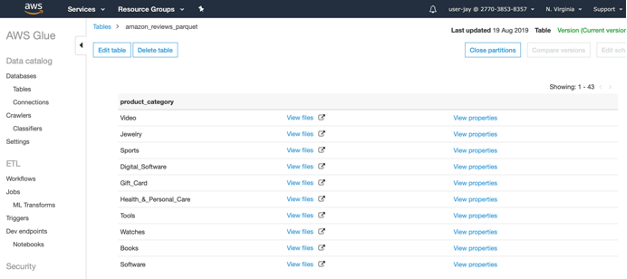 aws
Services
Resource Groups
user-jay @ 2770-3853-8357
N. Virginia
Support
Tables > amazon_reviews_parquet
Last updated 19 Aug 2019 Table Version (Current version
Edit table
Delete table
Close partitions
Compare versions
Edit sch
AWS Glue
Data catalog
Databases
Tables
Connections
Crawlers
Classifiers
Settings
ETL
Workflows
Jobs
ML Transforms
Triggers
Dev endpoints
Notebooks
Security
Showing: 1 - 43 < >
product_category
Video View files View properties
Jewelry View files View properties
Sports View files View properties
Digital_Software View files View properties
Gift_Card View files View properties
Health_&_Personal_Care View files View properties
Tools View files View properties
Watches View files View properties
Books View files View properties
Software View files View properties